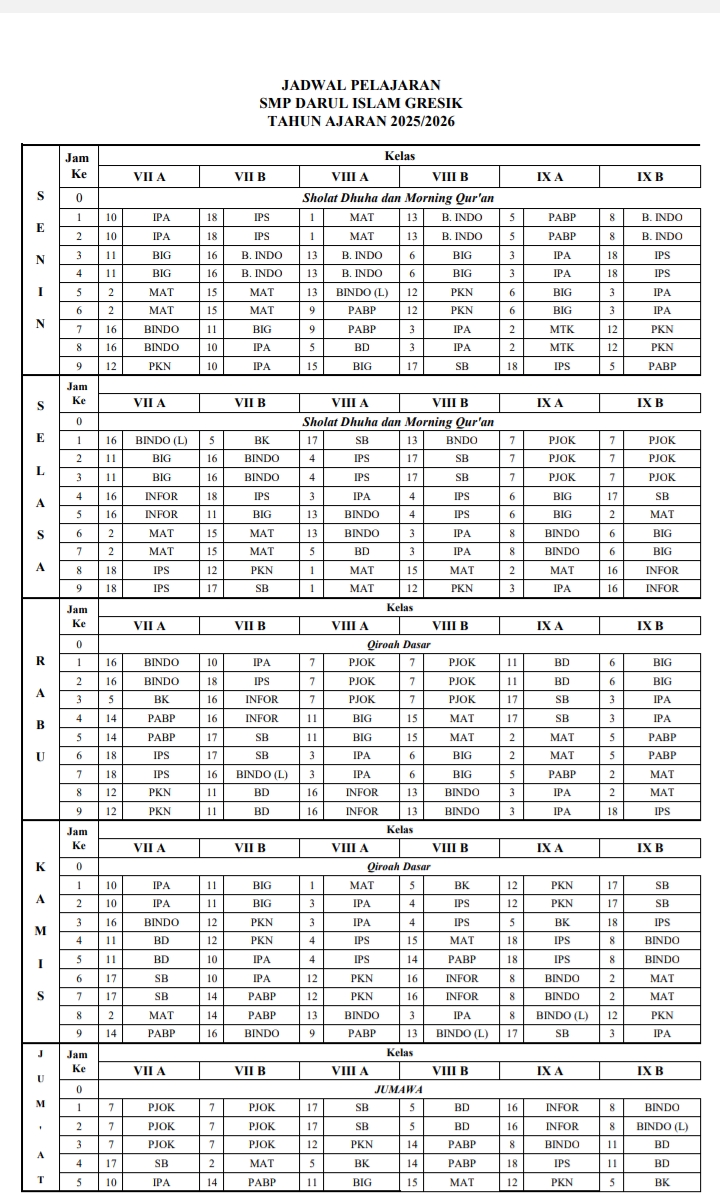 JADWAL PELAJARAN
SMP DARUL ISLAM GRESIK
TAHUN AJARAN 2025/2026
SENIN
Jam Ke Kelas
VII A VII B VIII A VIII B IX A IX B
0 Sholat Dhuha dan Morning Qur'an
1 10 IPA 18 IPS 1 MAT 13 B. INDO 5 PABP 8 B. INDO
2 10 IPA 18 IPS 1 MAT 13 B. INDO 5 PABP 8 B. INDO
3 11 BIG 16 B. INDO 13 B. INDO 6 BIG 3 IPA 18 IPS
4 11 BIG 16 B. INDO 13 B. INDO 6 BIG 3 IPA 18 IPS
5 2 MAT 15 MAT 13 BINDO (L) 12 PKN 6 BIG 3 IPA
6 2 MAT 15 MAT 9 PABP 12 PKN 6 BIG 3 IPA
7 16 BINDO 11 BIG 9 PABP 3 IPA 2 MTK 12 PKN
8 16 BINDO 10 IPA 5 BD 3 IPA 2 MTK 12 PKN
9 12 PKN 10 IPA 15 BIG 17 SB 18 IPS 5 PABP
SELASA
Jam Ke
VII A VII B VIII A VIII B IX A IX B
0 Sholat Dhuha dan Morning Qur'an
1 16 BINDO (L) 5 BK 17 SB 13 BNDO 7 PJOK 7 PJOK
2 11 BIG 16 BINDO 4 IPS 17 SB 7 PJOK 7 PJOK
3 11 BIG 16 BINDO 4 IPS 17 SB 7 PJOK 7 PJOK
4 16 INFOR 18 IPS 3 IPA 4 IPS 6 BIG 17 SB
5 16 INFOR 11 BIG 13 BINDO 4 IPS 6 BIG 2 MAT
6 2 MAT 15 MAT 13 BINDO 3 IPA 8 BINDO 6 BIG
7 2 MAT 15 MAT 5 BD 3 IPA 8 BINDO 6 BIG
8 18 IPS 12 PKN 1 MAT 15 MAT 2 MAT 16 INFOR
9 18 IPS 17 SB 1 MAT 12 PKN 3 IPA 16 INFOR
RABU
Jam Ke Kelas
VII A VII B VIII A VIII B IX A IX B
0 Qiroah Dasar
1 16 BINDO 10 IPA 7 PJOK 7 PJOK 11 BD 6 BIG
2 16 BINDO 18 IPS 7 PJOK 7 PJOK 11 BD 6 BIG
3 5 BK 16 INFOR 7 PJOK 7 PJOK 17 SB 3 IPA
4 14 PABP 16 INFOR 11 BIG 15 MAT 17 SB 3 IPA
5 14 PABP 17 SB 11 BIG 15 MAT 2 MAT 5 PABP
6 18 IPS 17 SB 3 IPA 6 BIG 2 MAT 5 PABP
7 18 IPS 16 BINDO (L) 3 IPA 6 BIG 5 PABP 2 MAT
8 12 PKN 11 BD 16 INFOR 13 BINDO 3 IPA 2 MAT
9 12 PKN 11 BD 16 INFOR 13 BINDO 3 IPA 18 IPS
KAMIS
Jam Ke Kelas
VII A VII B VIII A VIII B IX A IX B
0 Qiroah Dasar
1 10 IPA 11 BIG 1 MAT 5 BK 12 PKN 17 SB
2 10 IPA 11 BIG 3 IPA 4 IPS 12 PKN 17 SB
3 16 BINDO 12 PKN 3 IPA 4 IPS 5 BK 18 IPS
4 11 BD 12 PKN 4 IPS 15 MAT 18 IPS 8 BINDO
5 11 BD 10 IPA 4 IPS 14 PABP 18 IPS 8 BINDO
6 17 SB 10 IPA 12 PKN 16 INFOR 8 BINDO 2 MAT
7 17 SB 14 PABP 12 PKN 16 INFOR 8 BINDO 2 MAT
8 2 MAT 14 PABP 13 BINDO 3 IPA 8 BINDO (L) 12 PKN
9 14 PABP 16 BINDO 9 PABP 13 BINDO (L) 17 SB 3 IPA
JUM'AT
Jam Ke Kelas
VII A VII B VIII A VIII B IX A IX B
0 JUMAWA
1 7 PJOK 7 PJOK 17 SB 5 BD 16 INFOR 8 BINDO
2 7 PJOK 7 PJOK 17 SB 5 BD 16 INFOR 8 BINDO (L)
3 7 PJOK 7 PJOK 12 PKN 14 PABP 8 BINDO 11 BD
4 17 SB 2 MAT 5 BK 14 PABP 18 IPS 11 BD
5 10 IPA 14 PABP 11 BIG 15 MAT 12 PKN 5 BK